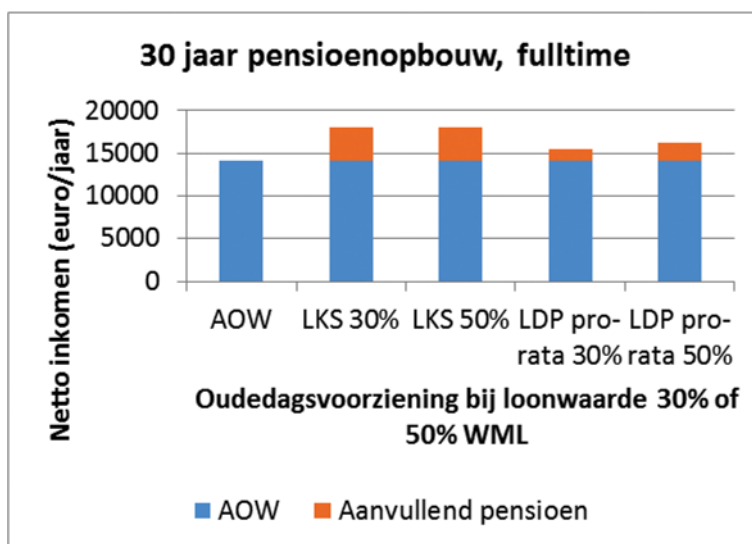 30 jaar pensioenopbouw, fulltime
Netto inkomen (euro/jaar)
20000
15000
10000
5000
0
AOW
LKS 30%
LKS 50%
LDP pro-
rata 30%
LDP pro-
rata 50%
Oudedagsvoorziening bij loonwaarde 30% of
50% WML
AOW
Aanvullend pensioen